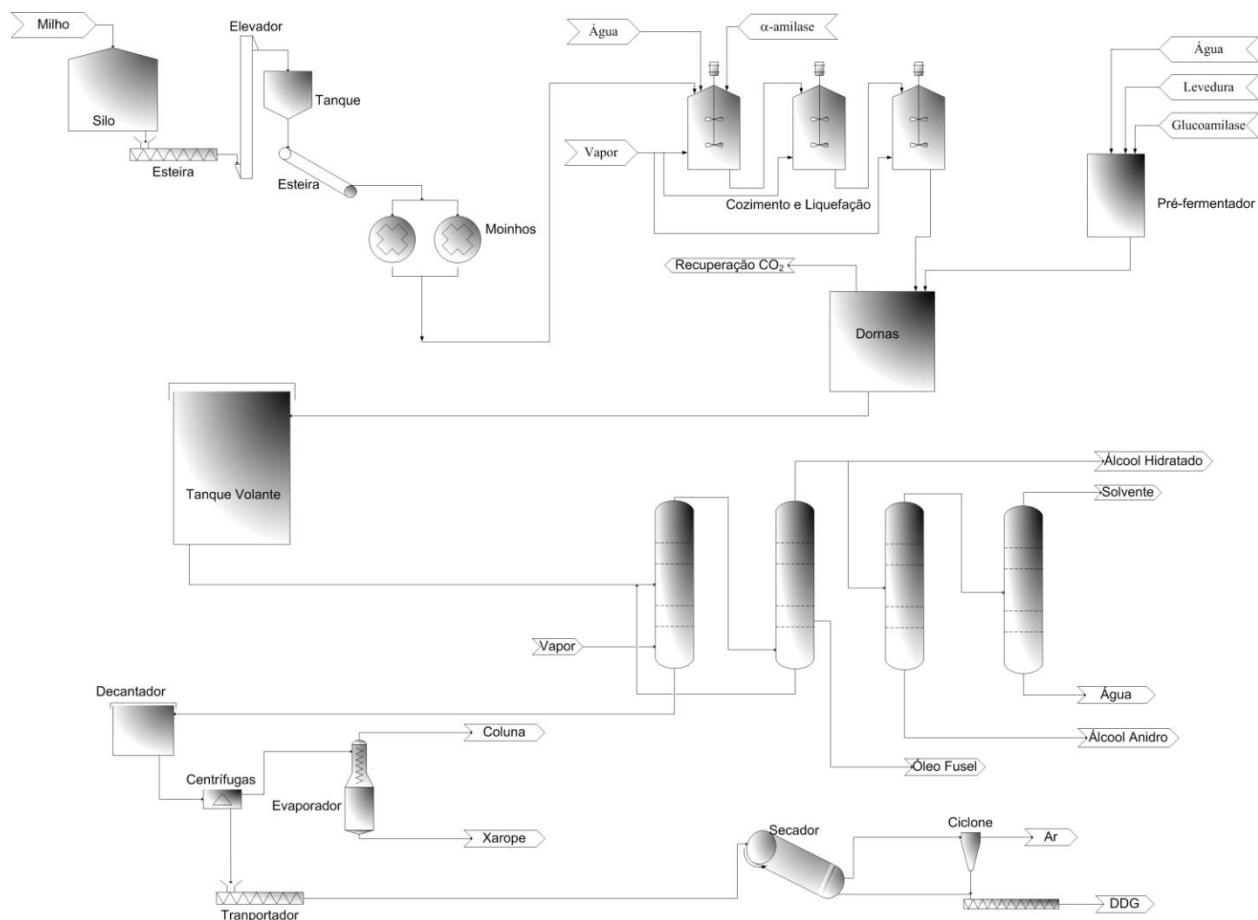 Milho
Elevador
Água
α-amilase
Água
Levedura
Glucoamilase
Tanque
Silo
Esteira
Esteira
Vapor
Cozimento e Liquefação
Pré-fermentador
Moinhos
Recuperação CO₂
Dornas
Tanque Volante
Álcool Hidratado
Solvente
Vapor
Água
Decantador
Coluna
Álcool Anidro
Óleo Fusel
Centrífugas
Evaporador
Xarope
Secador
Ciclone
Ar
Tranportador
DDG